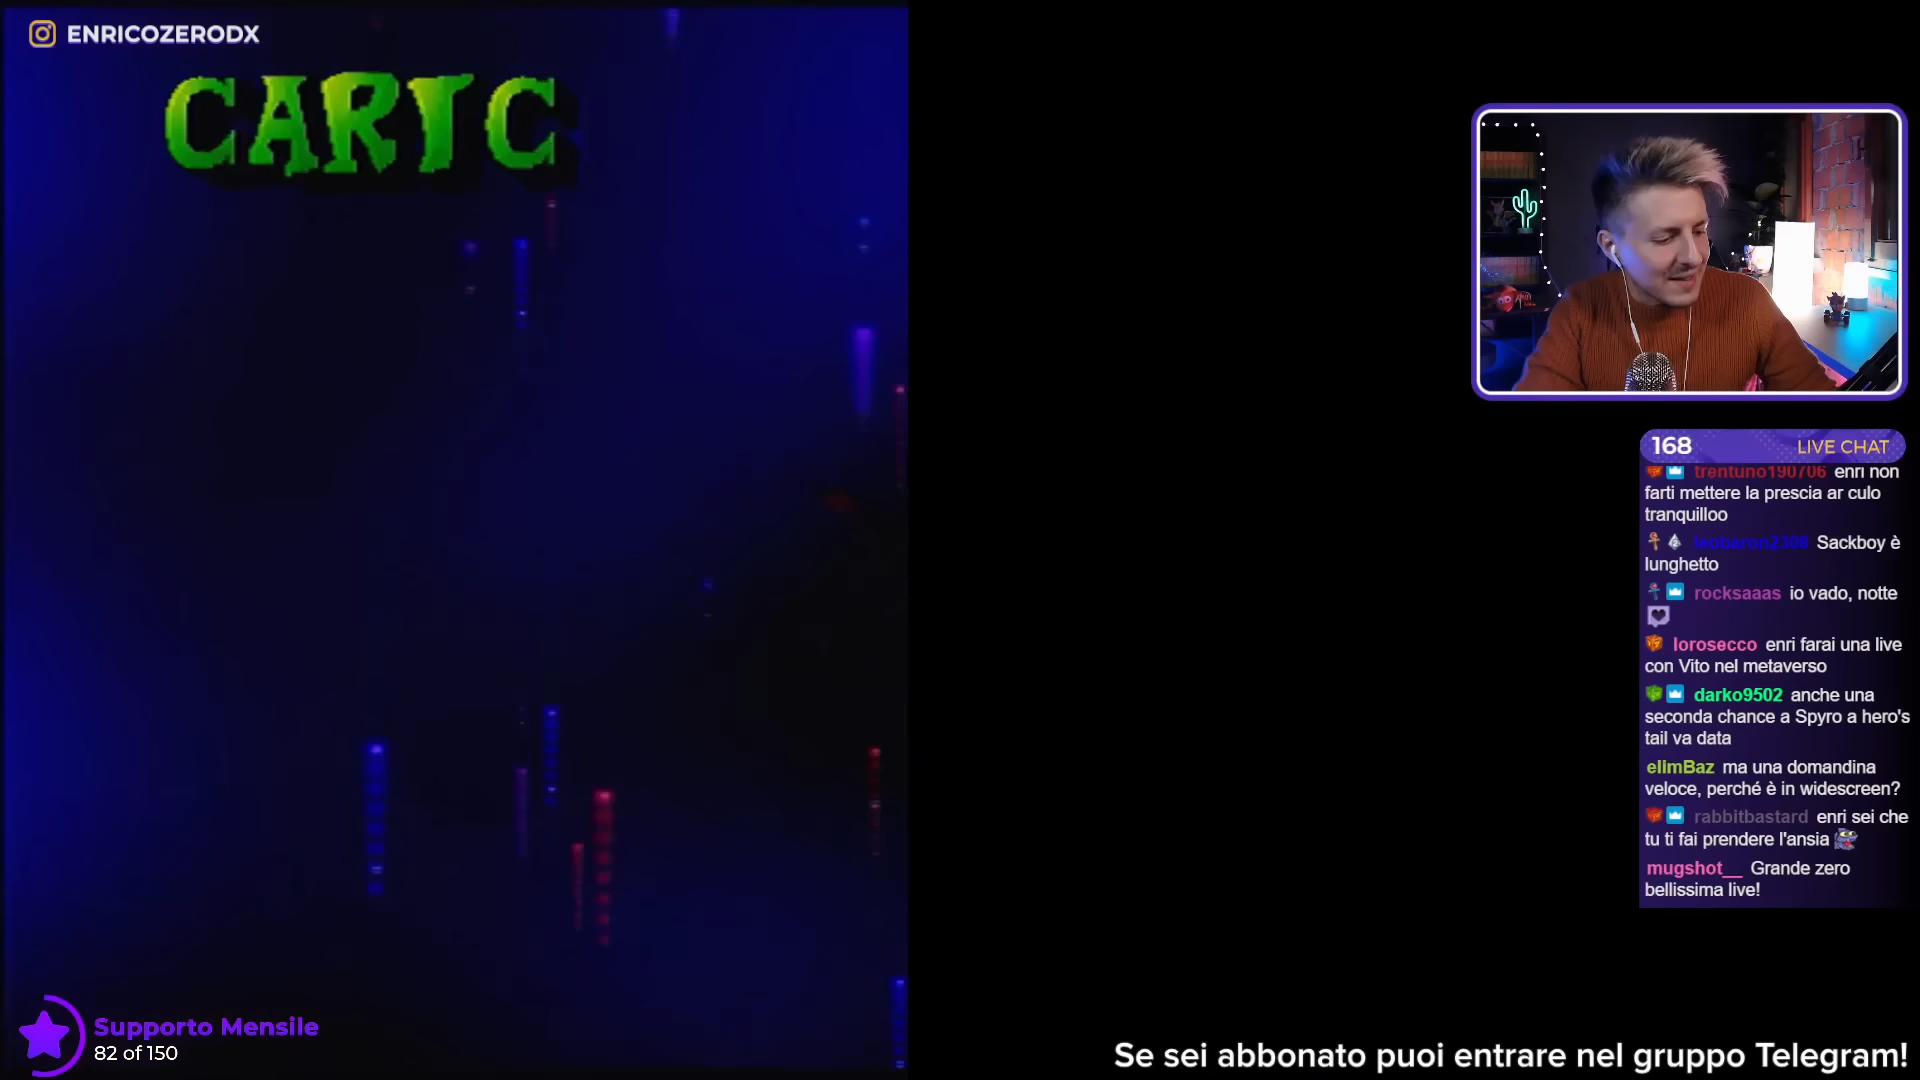 ENRICOZERODX
CARIC
168 LIVE CHAT
trentuno190706 enri non
farti mettere la prescia ar culo
tranquilloo
leobaron2308 Sackboy è
lunghetto
rocksaaas io vado, notte
lorosecco enri farai una live
con Vito nel metaverso
darko9502 anche una
seconda chance a Spyro a hero's
tail va data
elimBaz ma una domandina
veloce, perché è in widescreen?
rabbitbastard enri sei che
tu ti fai prendere l'ansia
mugshot__ Grande zero
bellissima live!
Supporto Mensile
82 of 150
Se sei abbonato puoi entrare nel gruppo Telegram!